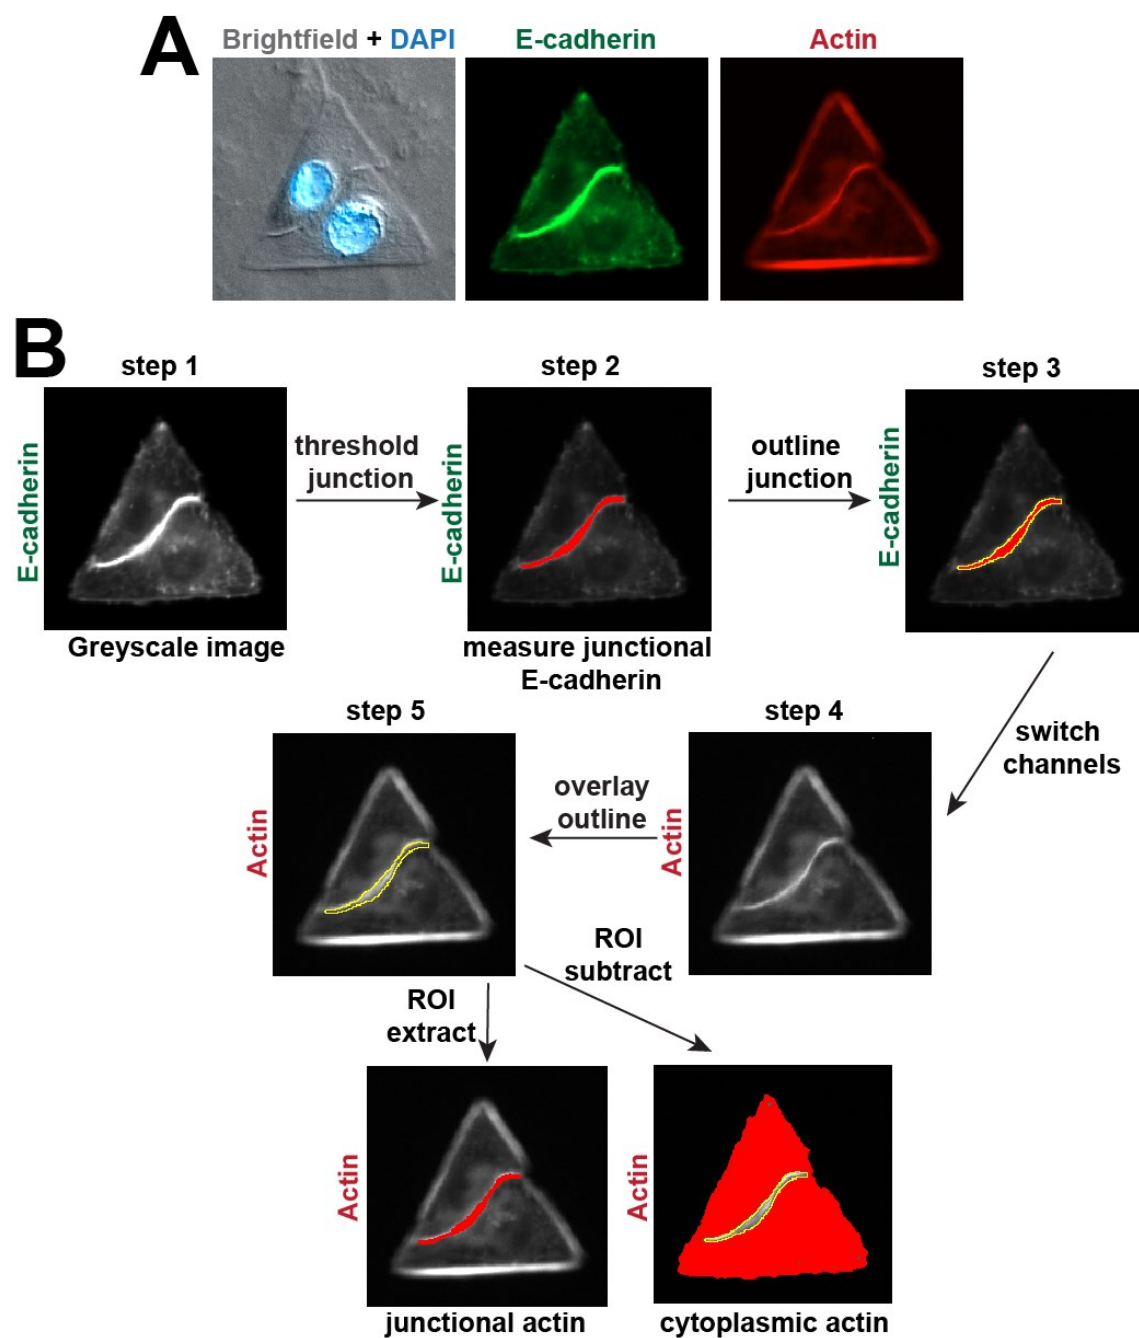 A
Brightfield + DAPI
E-cadherin
Actin
B
step 1
step 2
step 3
E-cadherin
threshold
junction
E-cadherin
outline
junction
E-cadherin
Greyscale image
measure junctional
E-cadherin
switch
channels
step 5
step 4
Actin
overlay
outline
Actin
ROI
subtract
ROI
extract
Actin
Actin
junctional actin
cytoplasmic actin